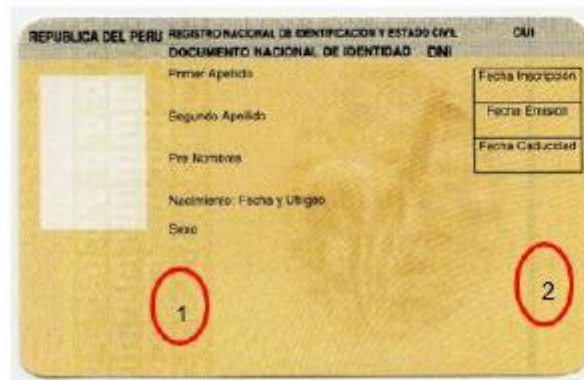 REPUBLICA DEL PERU REGISTRO NACIONAL DE IDENTIFICACION Y ESTADO CIVIL CUI
DOCUMENTO NACIONAL DE IDENTIDAD DNI
Primer Apellido
Fecha Inscripción
Segundo Apellido
Fecha Emisión
Pre Nombres
Fecha Caducidad
Nacimiento: Fecha y Ubigeo
Sexo
1
2